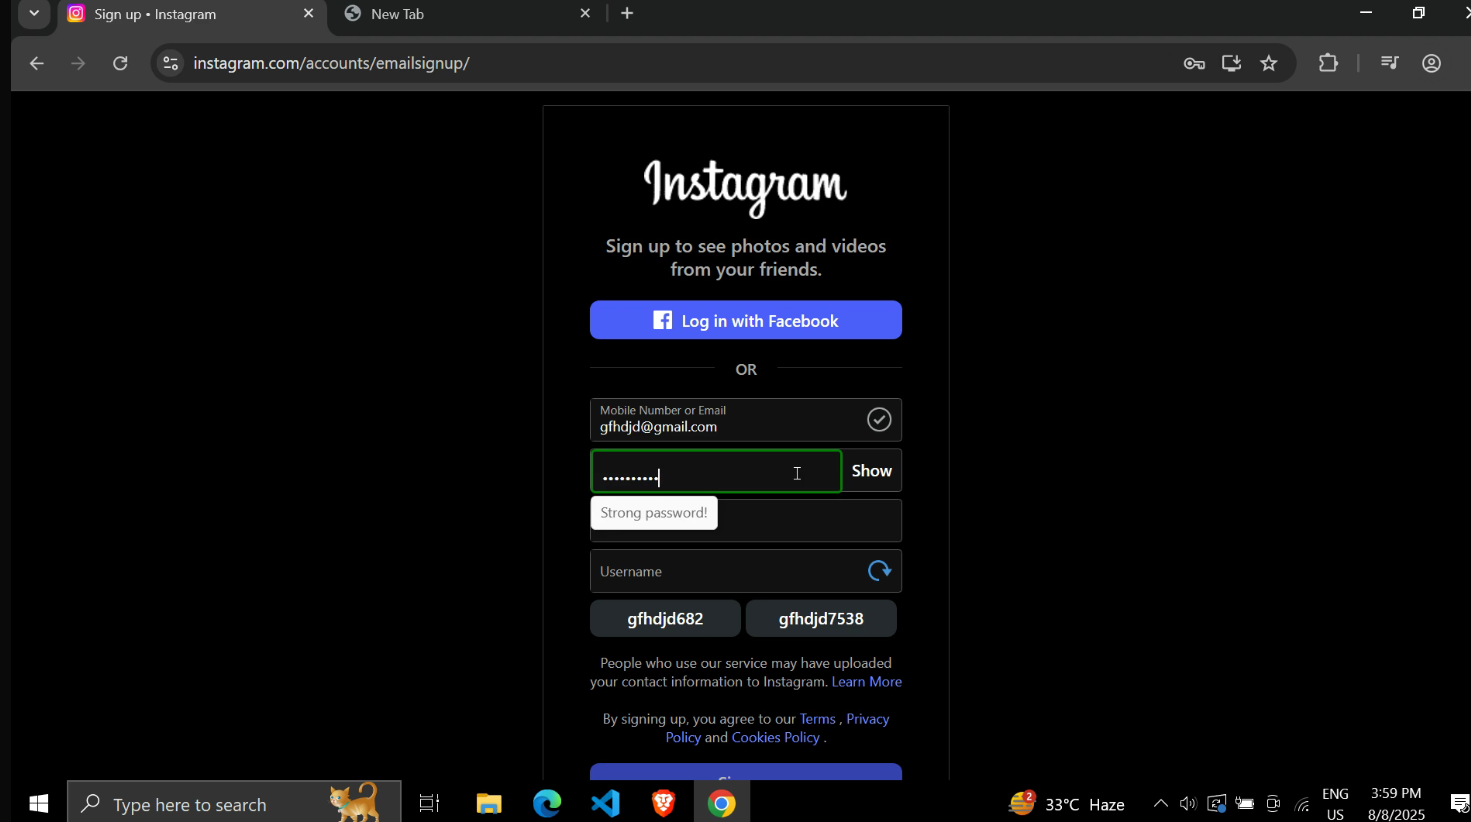 Sign up • Instagram
New Tab
instagram.com/accounts/emailsignup/
Instagram
Sign up to see photos and videos
from your friends.
Log in with Facebook
OR
Mobile Number or Email
gfhdjd@gmail.com
••••••••••
Show
Strong password!
Username
gfhdjd682
gfhdjd7538
People who use our service may have uploaded
your contact information to Instagram. Learn More
By signing up, you agree to our Terms , Privacy
Policy and Cookies Policy .
Type here to search
2
33°C Haze
ENG
US
3:59 PM
8/8/2025